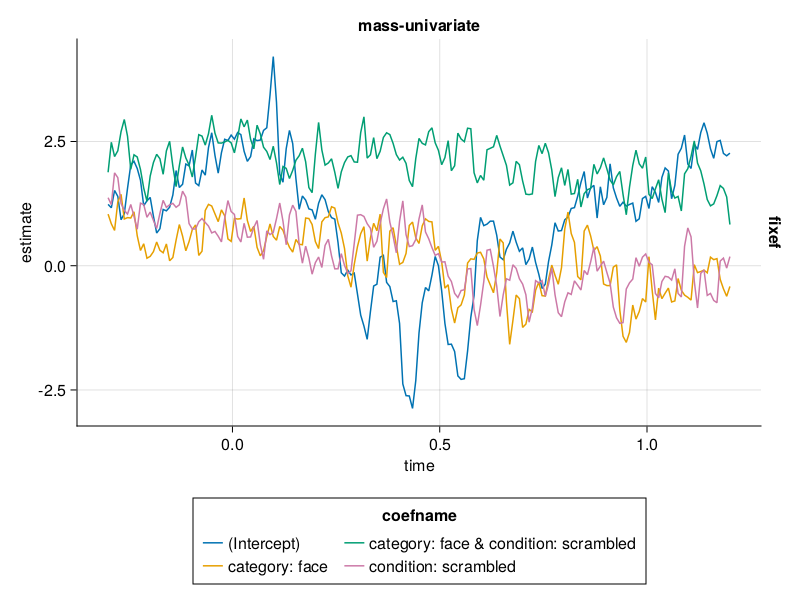 mass-univariate
estimate
2.5
0.0
-2.5
fixef
0.0 0.5 1.0
time
coefname
(Intercept) category: face & condition: scrambled
category: face condition: scrambled